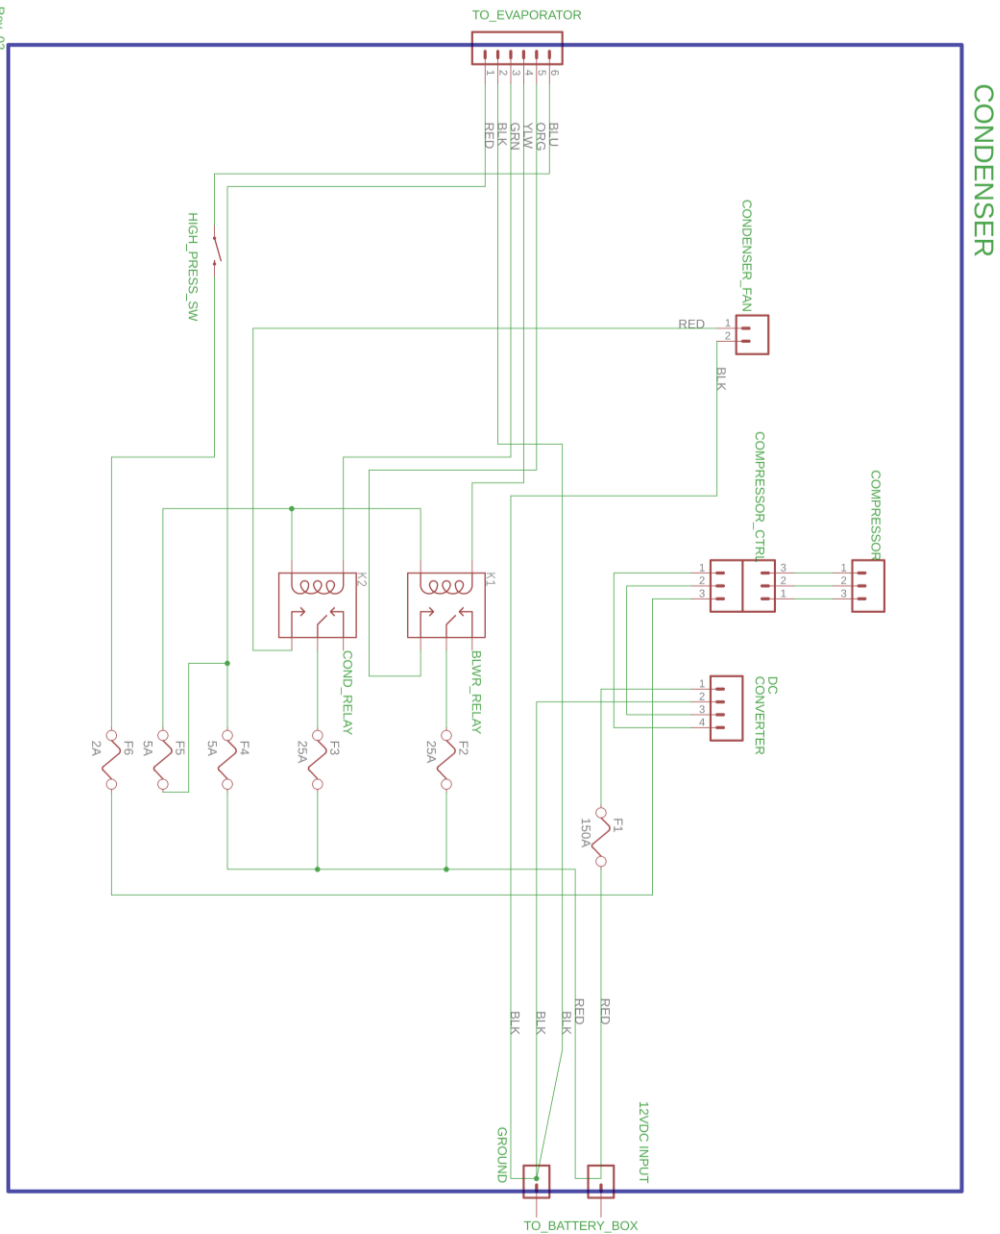 TO_EVAPORATOR
1
2
3
4
5
6
RED
BLK
GRN
YLW
ORG
BLU
CONDENSER
HIGH_PRESS_SW
CONDENSER_FAN
RED
1
2
BLK
COMPRESSOR_CTRL
COMPRESSOR
1
2
3
3
2
1
1
2
3
K2
K1
COND_RELAY
BLWR_RELAY
DC
CONVERTER
1
2
3
4
F6
2A
F5
5A
F4
5A
F3
25A
F2
25A
F1
150A
BLK
BLK
BLK
RED
RED
GROUND
12VDC INPUT
TO_BATTERY_BOX